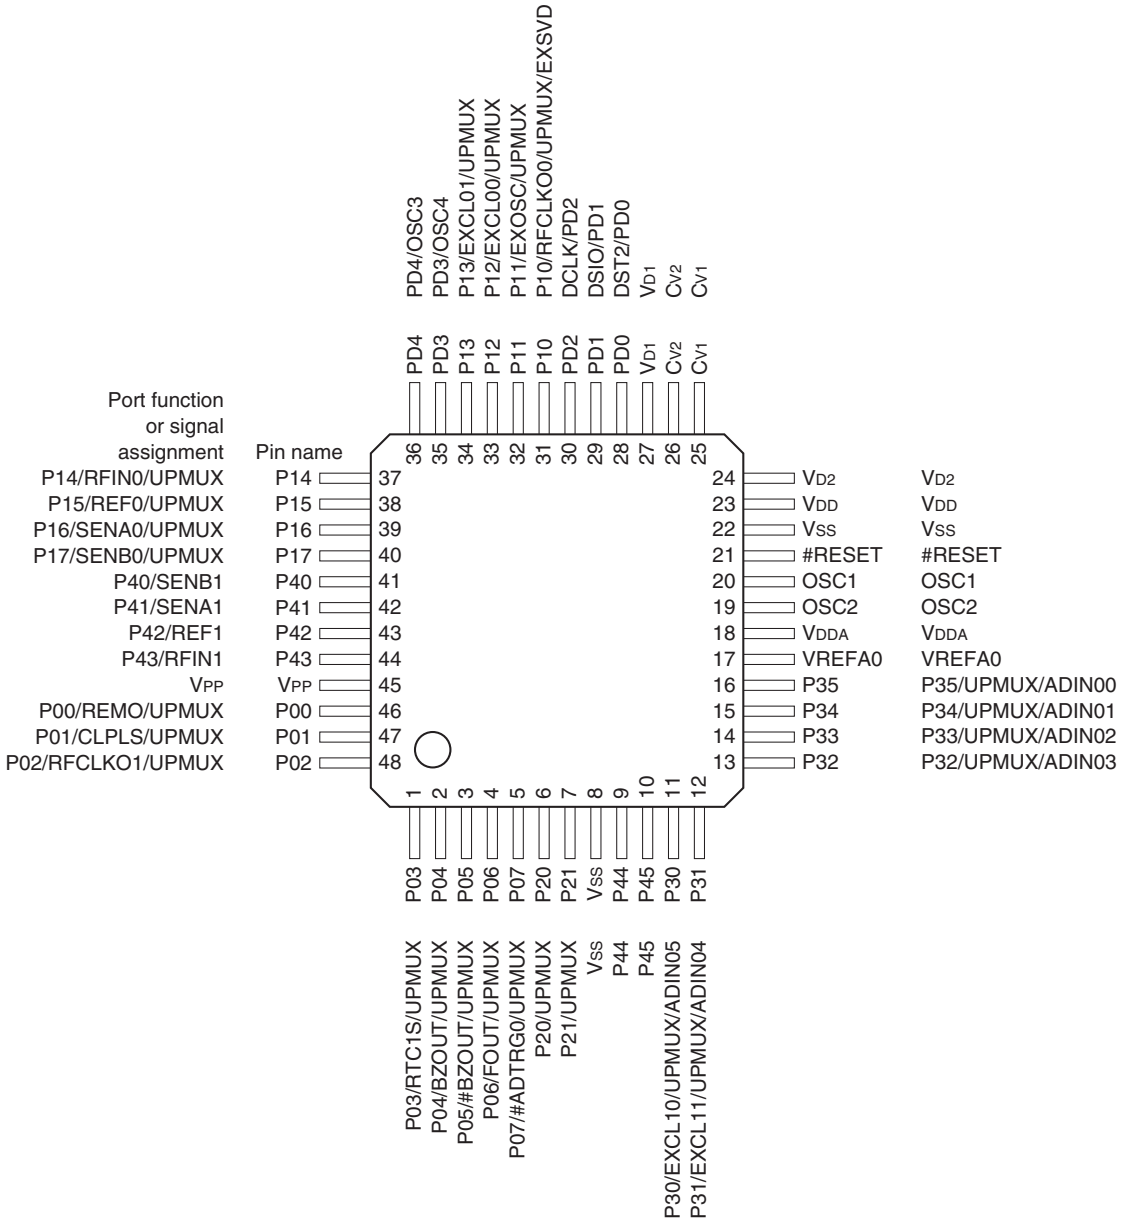 PD4/OSC3
PD3/OSC4
P13/EXCL01/UPMUX
P12/EXCL00/UPMUX
P11/EXOSC/UPMUX
P10/RFCLKO0/UPMUX/EXSVD
DCLK/PD2
DSIO/PD1
DST2/PD0
VD1
CV2
CV1
PD4
PD3
P13
P12
P11
P10
PD2
PD1
PD0
VD1
CV2
CV1
36
35
34
33
32
31
30
29
28
27
26
25
Port function
or signal
assignment
Pin name
P14/RFIN0/UPMUX P14 37
P15/REF0/UPMUX P15 38
P16/SENA0/UPMUX P16 39
P17/SENB0/UPMUX P17 40
P40/SENB1 P40 41
P41/SENA1 P41 42
P42/REF1 P42 43
P43/RFIN1 P43 44
VPP VPP 45
P00/REMO/UPMUX P00 46
P01/CLPLS/UPMUX P01 47
P02/RFCLKO1/UPMUX P02 48
24 VD2 VD2
23 VDD VDD
22 VSS VSS
21 #RESET #RESET
20 OSC1 OSC1
19 OSC2 OSC2
18 VDDA VDDA
17 VREFA0 VREFA0
16 P35 P35/UPMUX/ADIN00
15 P34 P34/UPMUX/ADIN01
14 P33 P33/UPMUX/ADIN02
13 P32 P32/UPMUX/ADIN03
1
2
3
4
5
6
7
8
9
10
11
12
P03
P04
P05
P06
P07
P20
P21
VSS
P44
P45
P30
P31
P03/RTC1S/UPMUX
P04/BZOUT/UPMUX
P05/#BZOUT/UPMUX
P06/FOUT/UPMUX
P07/#ADTRG0/UPMUX
P20/UPMUX
P21/UPMUX
VSS
P44
P45
P30/EXCL10/UPMUX/ADIN05
P31/EXCL11/UPMUX/ADIN04